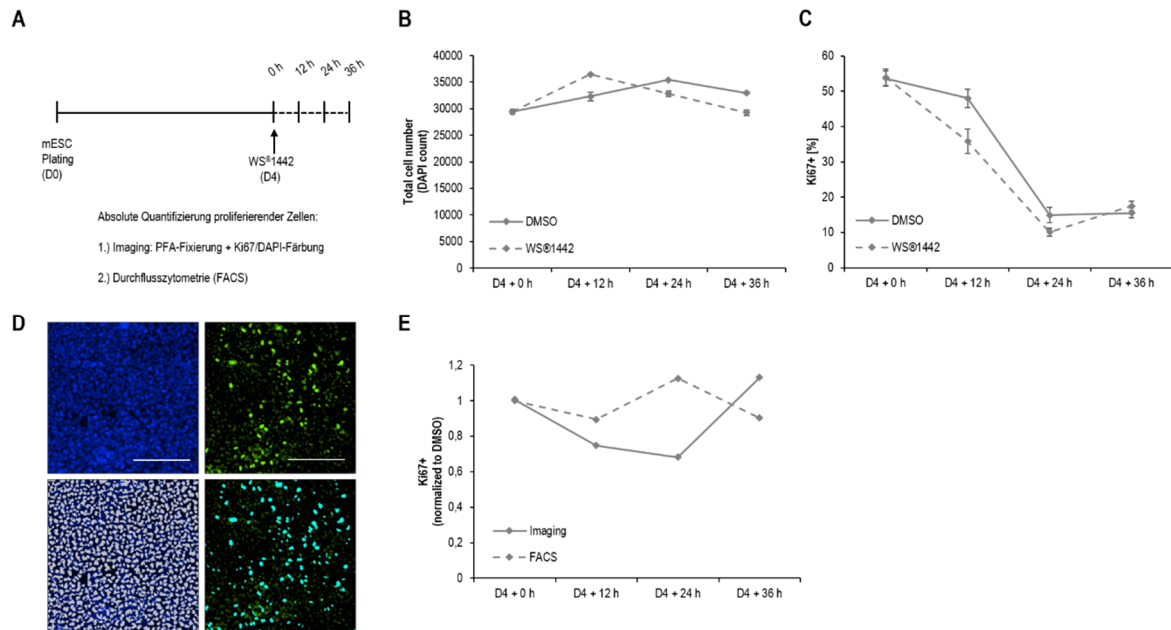 A
0 h
12 h
24 h
36 h
mESC
Plating
(D0)
WS®1442
(D4)
Absolute Quantifizierung proliferierender Zellen:
1.) Imaging: PFA-Fixierung + Ki67/DAPI-Färbung
2.) Durchflusszytometrie (FACS)
B
Total cell number
(DAPI count)
40000
35000
30000
25000
20000
15000
10000
5000
0
DMSO
WS®1442
D4 + 0 h
D4 + 12 h
D4 + 24 h
D4 + 36 h
C
Ki67+ [%]
60
50
40
30
20
10
0
DMSO
WS®1442
D4 + 0 h
D4 + 12 h
D4 + 24 h
D4 + 36 h
D
E
Ki67+
(normalized to DMSO)
1,2
1
0,8
0,6
0,4
0,2
0
Imaging
FACS
D4 + 0 h
D4 + 12 h
D4 + 24 h
D4 + 36 h